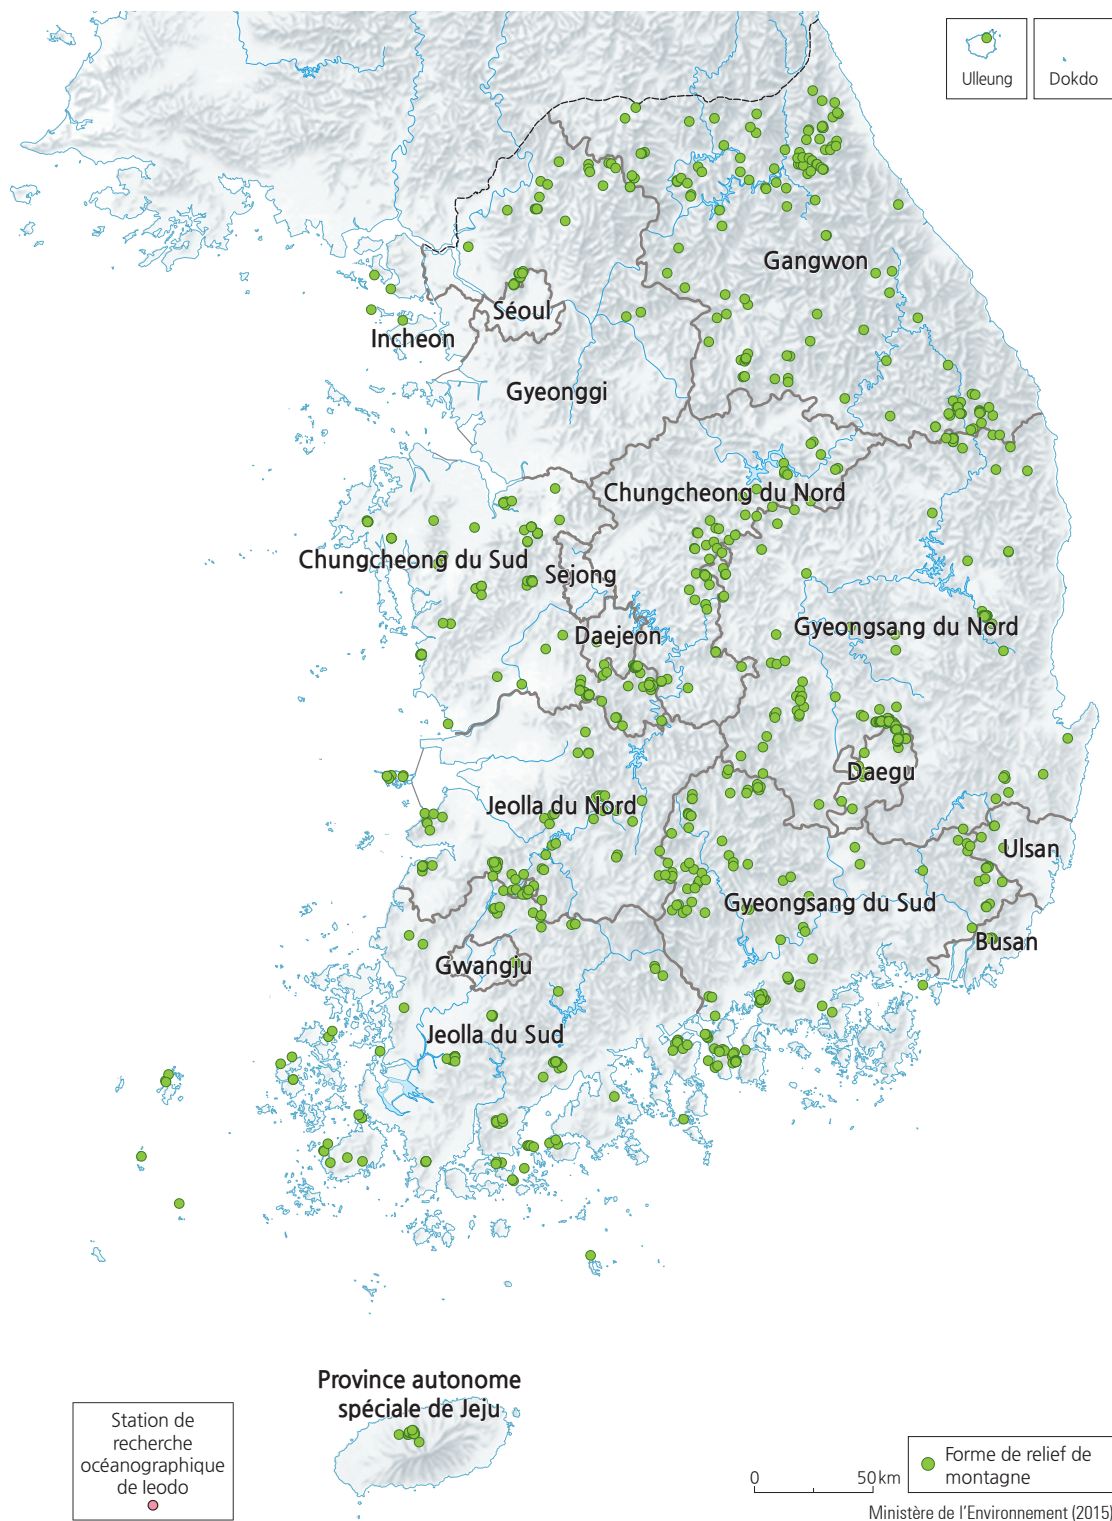 Ulleung
Dokdo
Gangwon
Séoul
Incheon
Gyeonggi
Chungcheong du Nord
Chungcheong du Sud
Sejong
Daejeon
Gyeongsang du Nord
Daegu
Jeolla du Nord
Ulsan
Gyeongsang du Sud
Busan
Gwangju
Jeolla du Sud
Province autonome
spéciale de Jeju
Station de
recherche
océanographique
de Ieodo
0
50 km
Forme de relief de
montagne
Ministère de l'Environnement (2015)